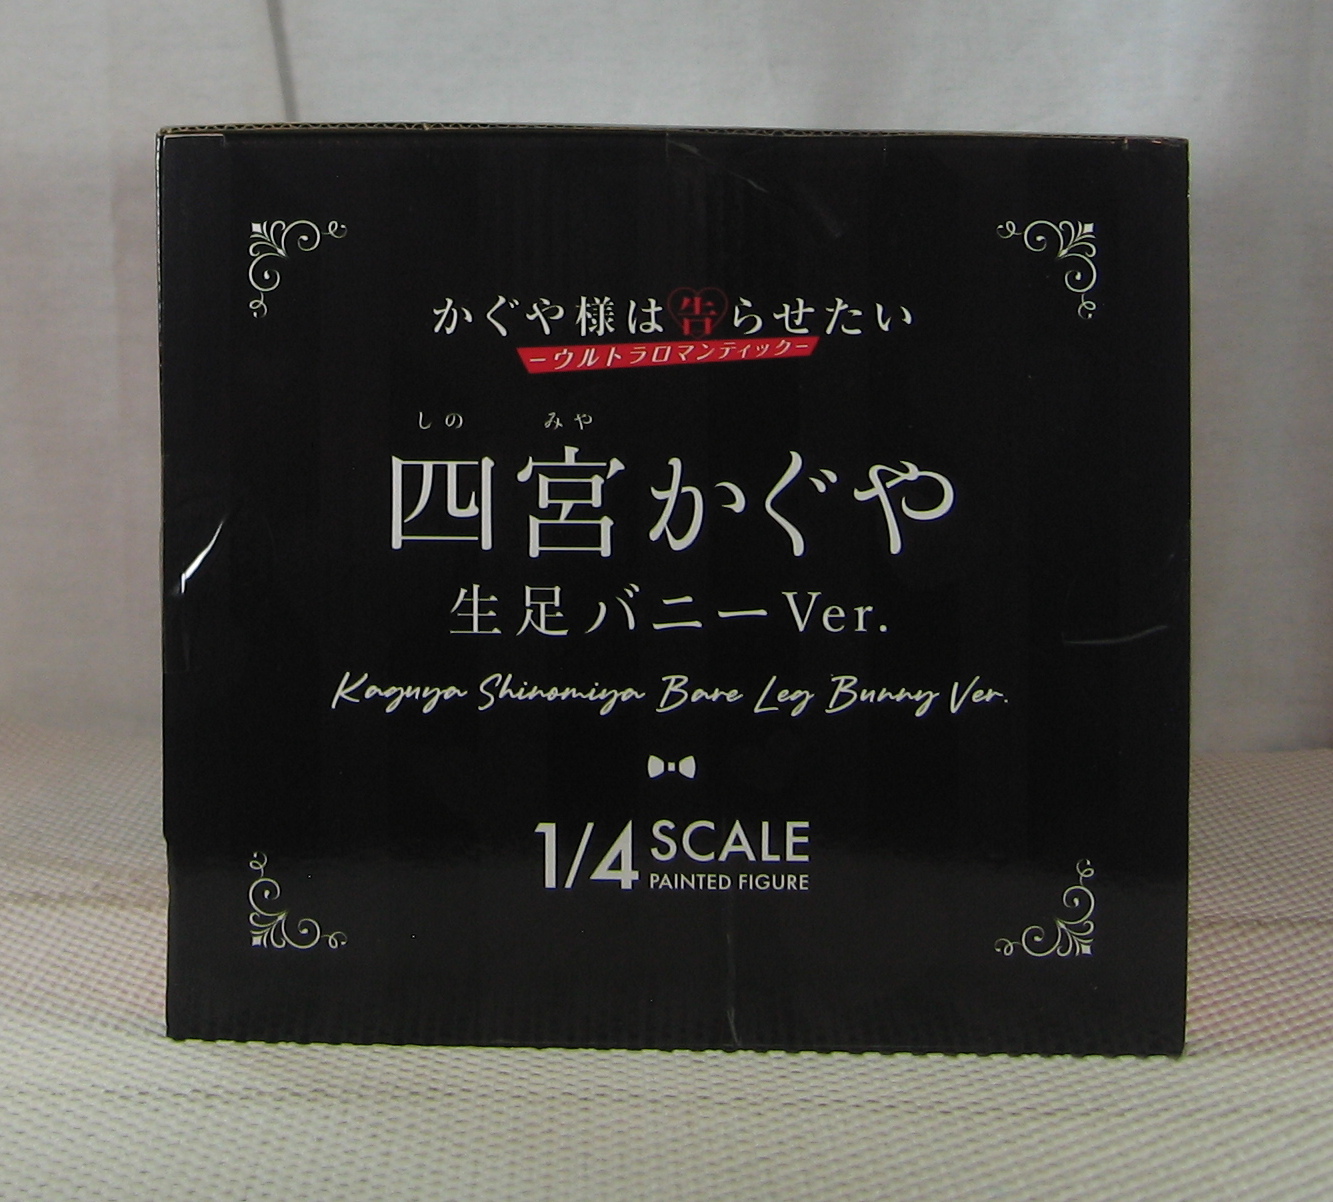 かぐや様は告らせたい
-ウルトラロマンティック-
しの みや
四宮かぐや
生足バニーVer.
Kaguya Shinomiya Bare Leg Bunny Ver.
1/4 SCALE
PAINTED FIGURE